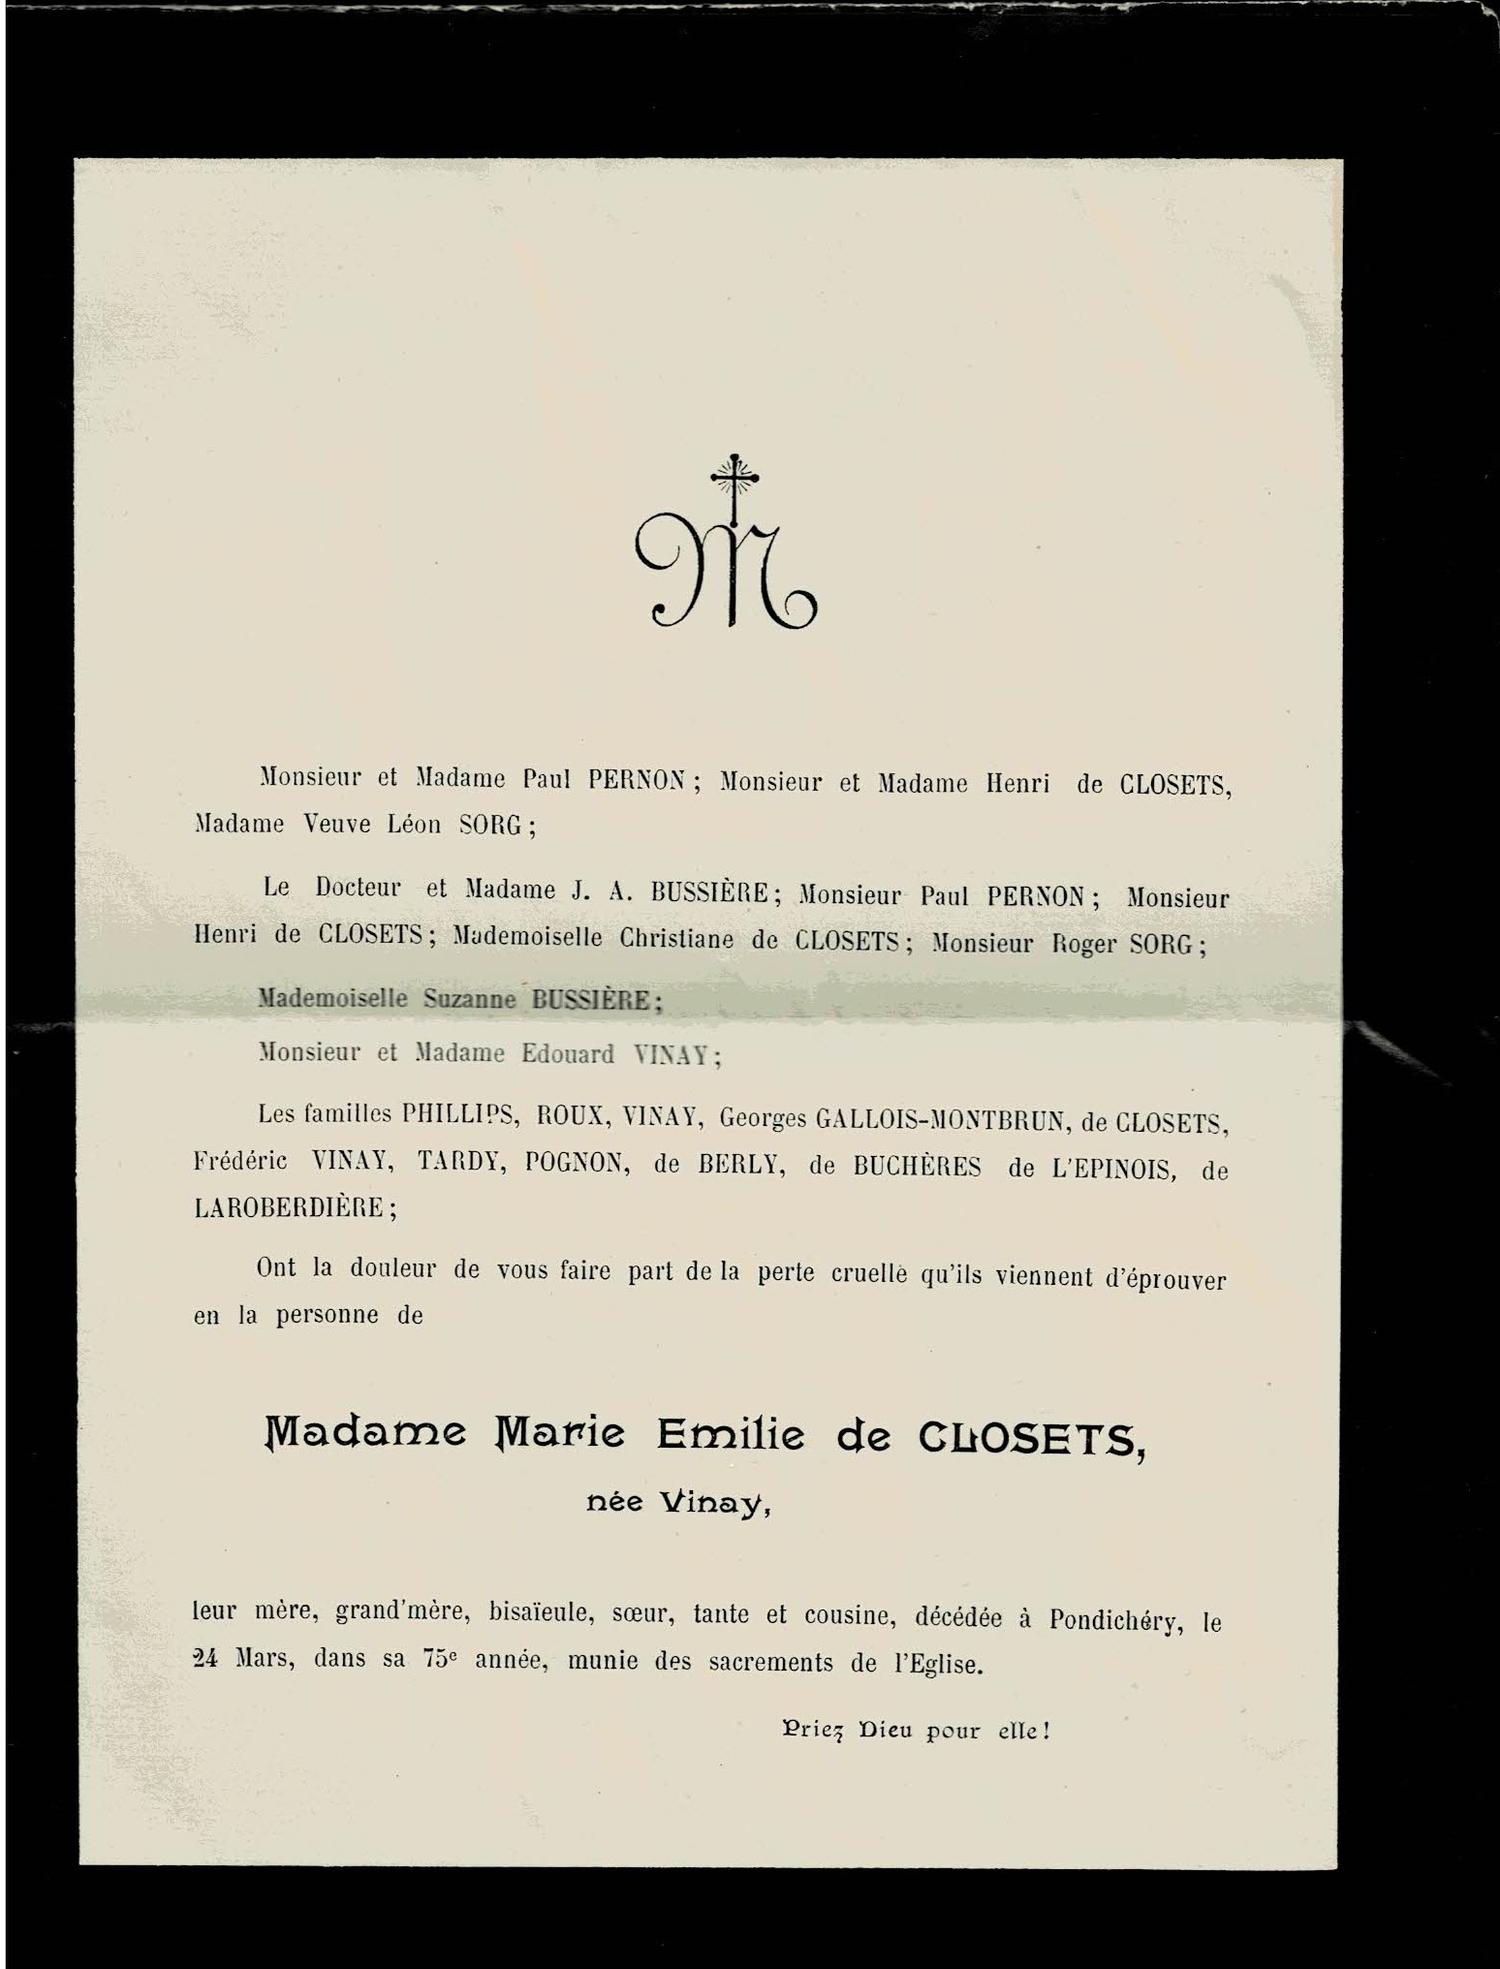 M
Monsieur et Madame Paul PERNON ; Monsieur et Madame Henri de CLOSETS,
Madame Veuve Léon SORG ;
Le Docteur et Madame J. A. BUSSIÈRE ; Monsieur Paul PERNON ; Monsieur
Henri de CLOSETS ; Mademoiselle Christiane de CLOSETS ; Monsieur Roger SORG ;
Mademoiselle Suzanne BUSSIÈRE ;
Monsieur et Madame Edouard VINAY ;
Les familles PHILLIPS, ROUX, VINAY, Georges GALLOIS-MONTBRUN, de CLOSETS,
Frédéric VINAY, TARDY, POGNON, de BERLY, de BUCHÈRES de L'EPINOIS, de
LAROBERDIÈRE ;
Ont la douleur de vous faire part de la perte cruelle qu'ils viennent d'éprouver
en la personne de
Madame Marie Emilie de CLOSETS,
née Vinay,
leur mère, grand'mère, bisaïeule, sœur, tante et cousine, décédée à Pondichéry, le
24 Mars, dans sa 75e année, munie des sacrements de l'Eglise.
Priez Dieu pour elle !